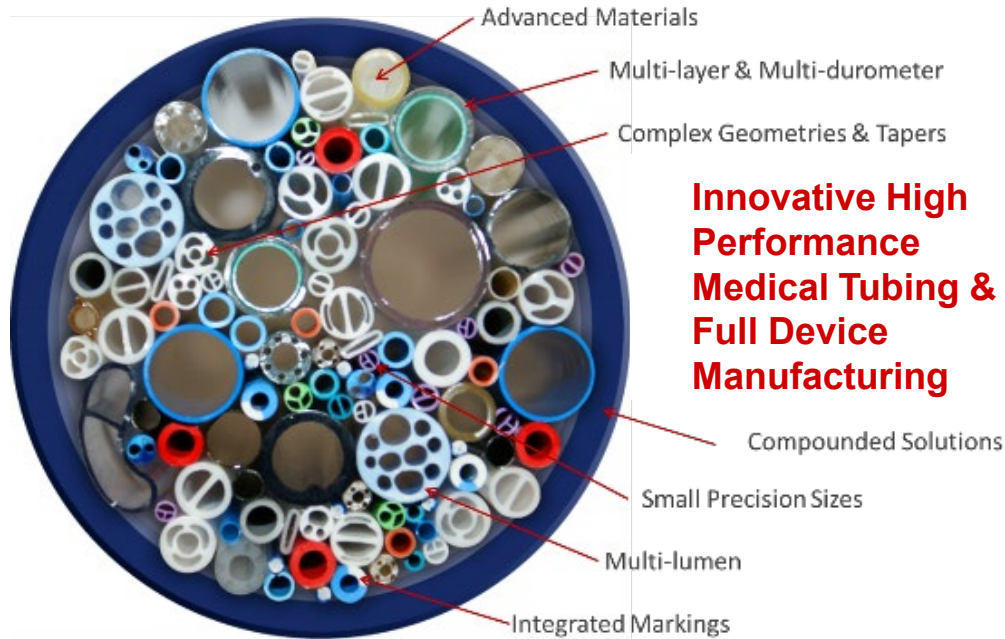 Advanced Materials
Multi-layer & Multi-durometer
Complex Geometries & Tapers
Innovative High
Performance
Medical Tubing &
Full Device
Manufacturing
Compounded Solutions
Small Precision Sizes
Multi-lumen
Integrated Markings